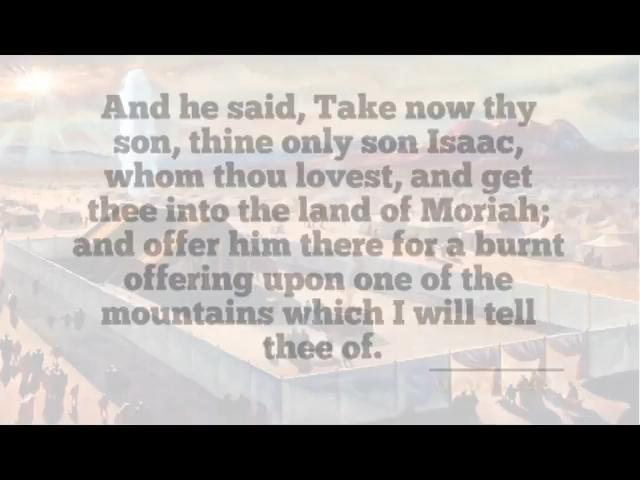 And he said, Take now thy
son, thine only son Isaac,
whom thou lovest, and get
thee into the land of Moriah;
and offer him there for a burnt
offering upon one of the
mountains which I will tell
thee of.